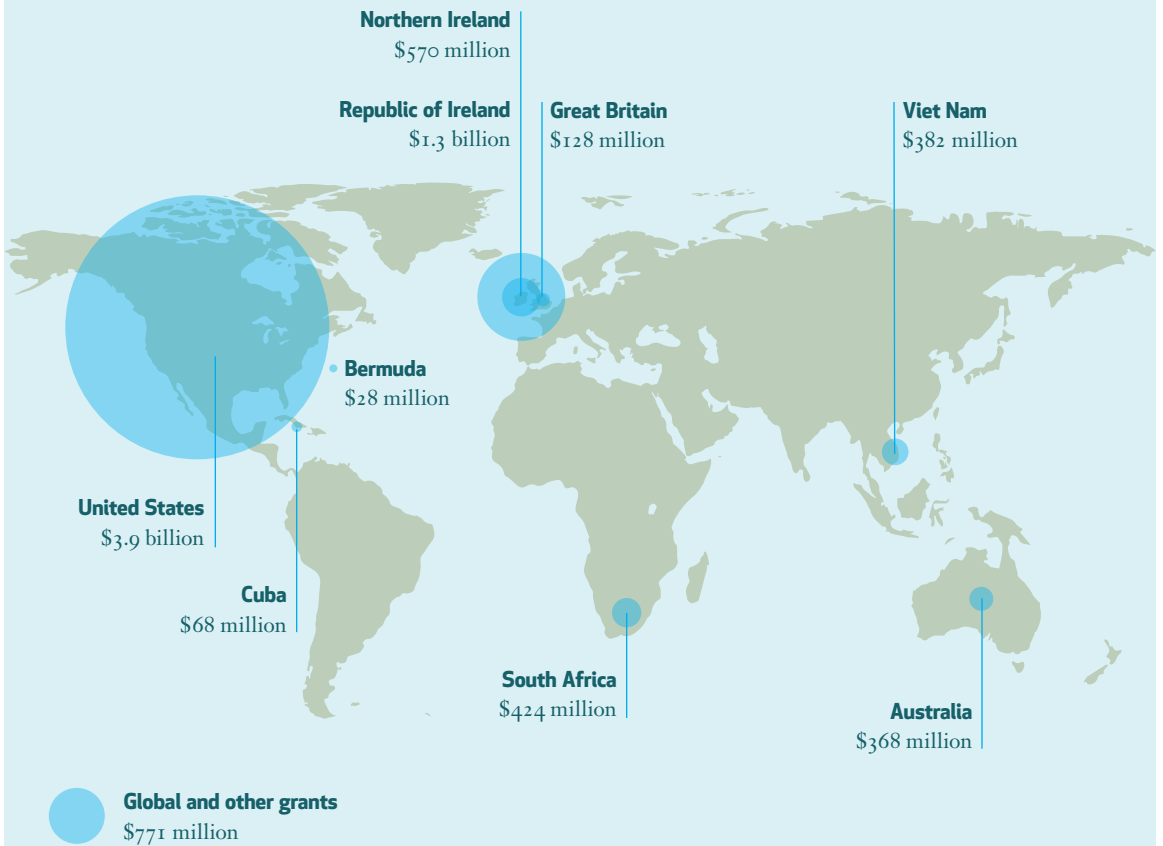 Northern Ireland
$570 million
Republic of Ireland
$1.3 billion
Great Britain
$128 million
Viet Nam
$382 million
Bermuda
$28 million
United States
$3.9 billion
Cuba
$68 million
South Africa
$424 million
Australia
$368 million
Global and other grants
$771 million